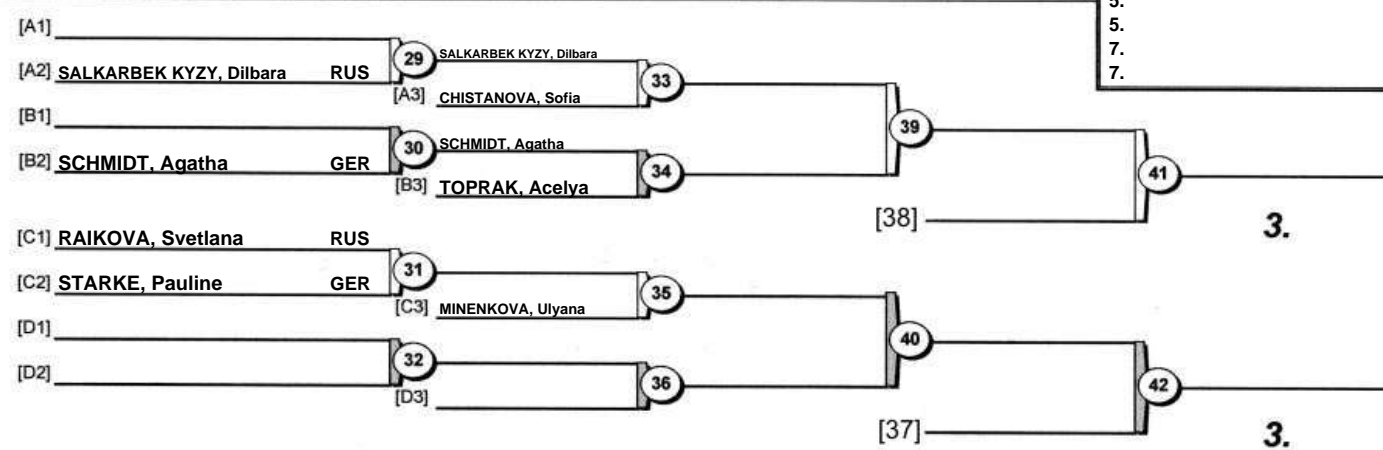 5.
5.
7.
7.
[A1]
[A2] SALKARBEK KYZY, Dilbara RUS
29
SALKARBEK KYZY, Dilbara
[A3] CHISTANOVA, Sofia
33
[B1]
[B2] SCHMIDT, Agatha GER
30
SCHMIDT, Agatha
[B3] TOPRAK, Acelya
34
39
[38]
41
3.
[C1] RAIKOVA, Svetlana RUS
[C2] STARKE, Pauline GER
31
[C3] MINENKOVA, Ulyana
35
[D1]
[D2]
32
[D3]
36
40
[37]
42
3.